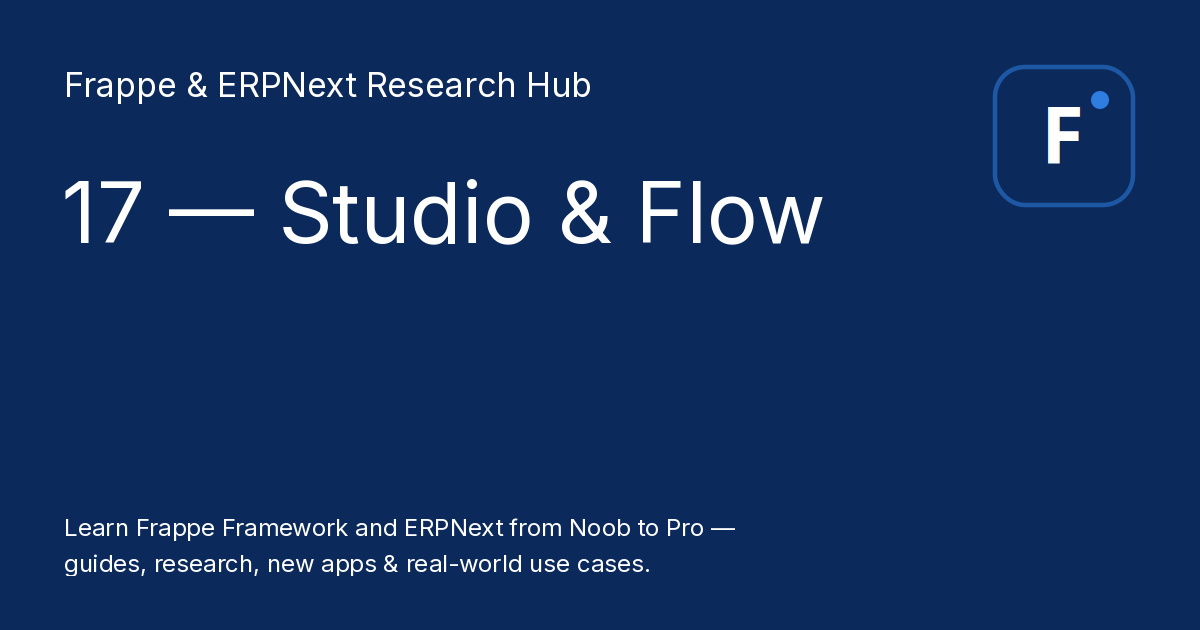 Frappe & ERPNext Research Hub
F
17 — Studio & Flow
Learn Frappe Framework and ERPNext from Noob to Pro —
guides, research, new apps & real-world use cases.